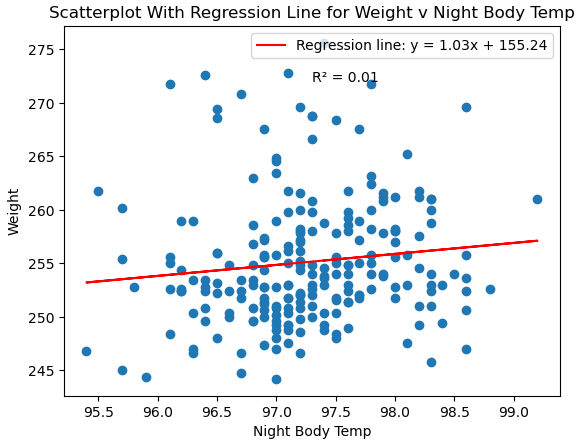 Scatterplot With Regression Line for Weight v Night Body Temp
Regression line: y = 1.03x + 155.24
R² = 0.01
275
270
265
260
255
250
245
Weight
95.5 96.0 96.5 97.0 97.5 98.0 98.5 99.0
Night Body Temp